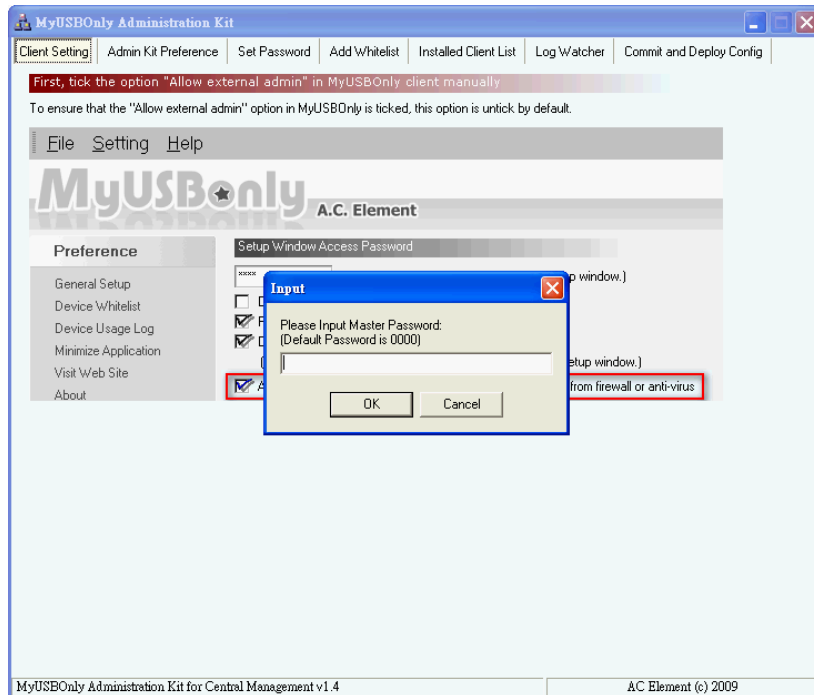 MyUSBOnly Administration Kit
Client Setting Admin Kit Preference Set Password Add Whitelist Installed Client List Log Watcher Commit and Deploy Config
First, tick the option "Allow external admin" in MyUSBOnly client manually
To ensure that the "Allow external admin" option in MyUSBOnly is ticked, this option is untick by default.
File Setting Help
MyUSBonly A.C. Element
Preference
General Setup
Device Whitelist
Device Usage Log
Minimize Application
Visit Web Site
About
Setup Window Access Password
****
window.)
window.)
from firewall or anti-virus
Input
Please Input Master Password:
(Default Password is 0000)
OK Cancel
MyUSBOnly Administration Kit for Central Management v1.4 AC Element (c) 2009